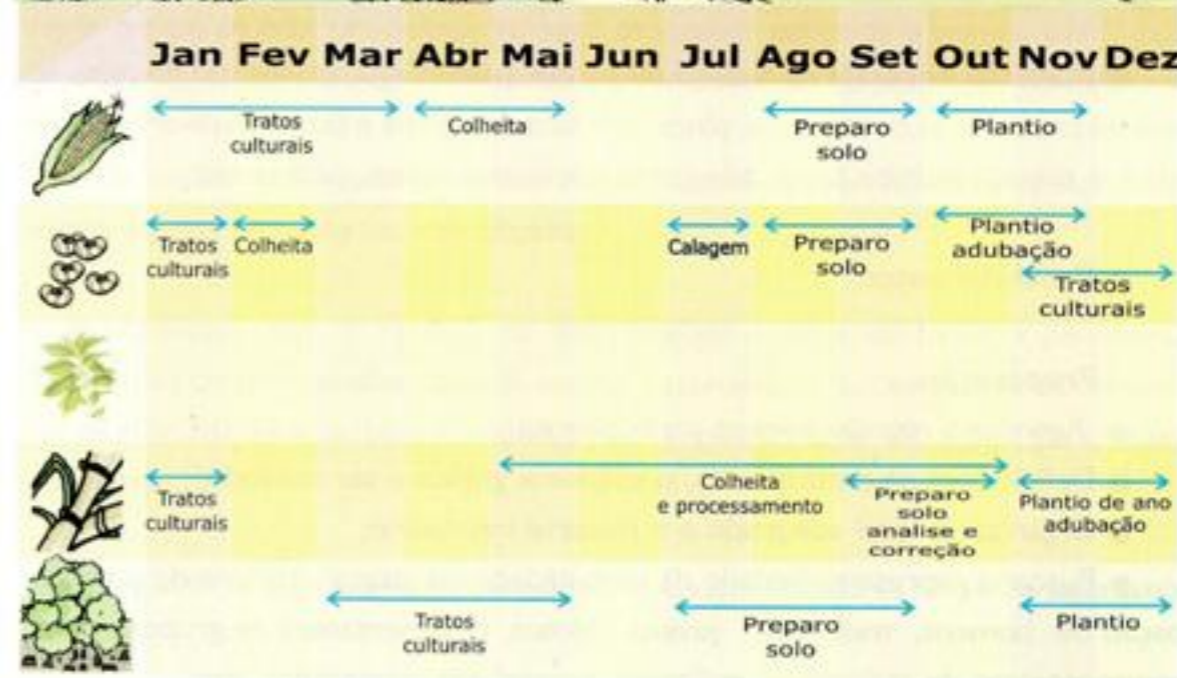 Jan Fev Mar Abr Mai Jun Jul Ago Set Out Nov Dez
Tratos
culturais
Colheita
Preparo
solo
Plantio
Tratos
culturais
Colheita
Calagem
Preparo
solo
Plantio
adubação
Tratos
culturais
Tratos
culturais
Colheita
e processamento
Preparo
solo
analise e
correção
Plantio de ano
adubação
Tratos
culturais
Preparo
solo
Plantio